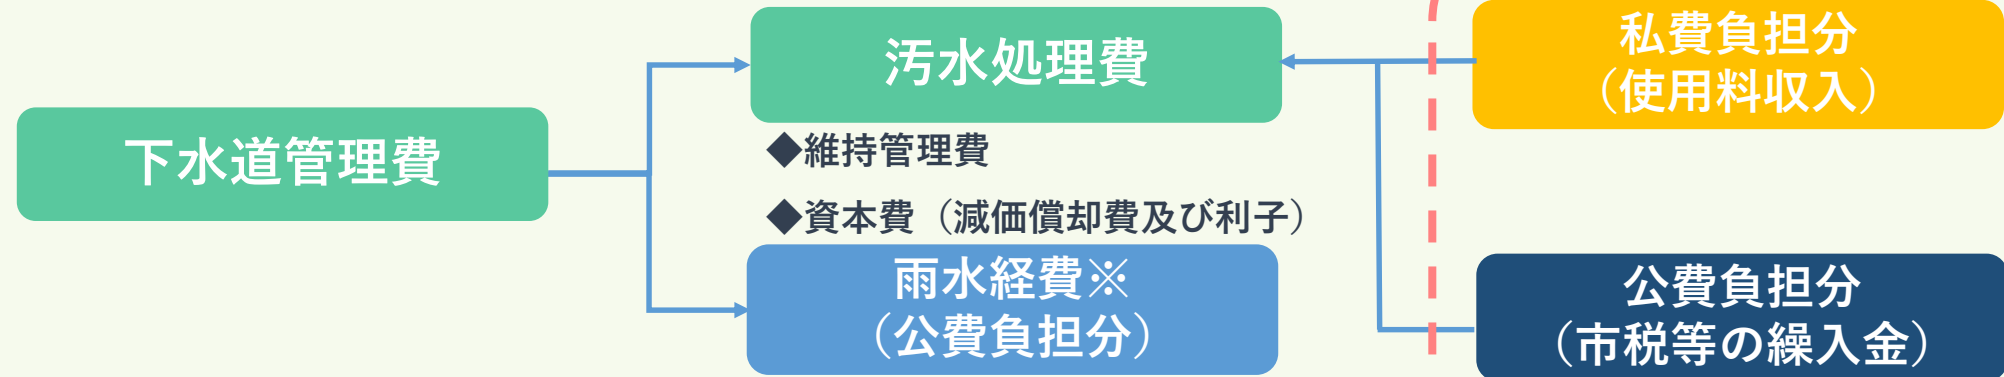 下水道管理費
汚水処理費
◆維持管理費
◆資本費（減価償却費及び利子）
雨水経費※
（公費負担分）
私費負担分
（使用料収入）
公費負担分
（市税等の繰入金）